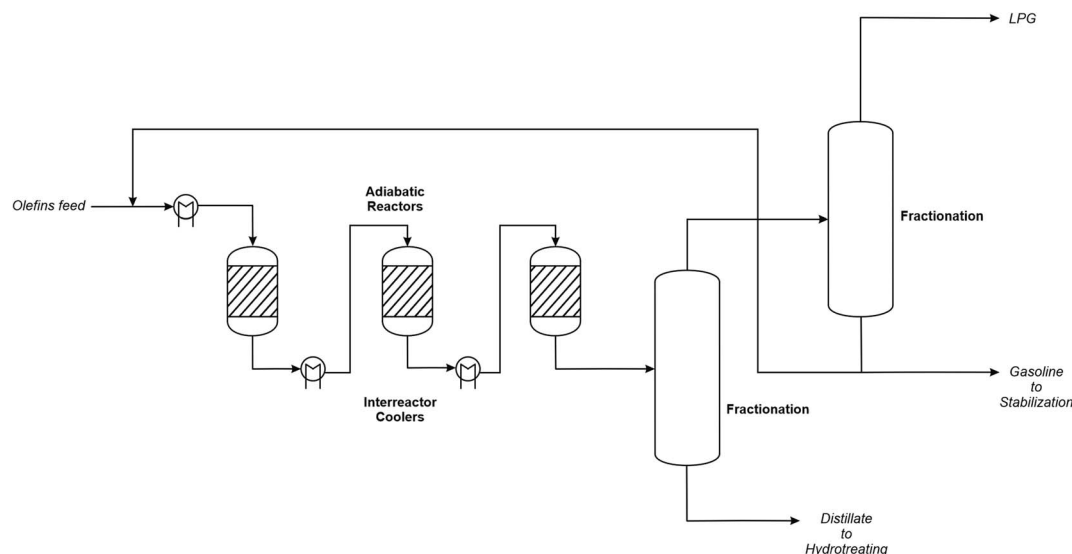 LPG
Olefins feed
Adiabatic
Reactors
Fractionation
Interreactor
Coolers
Fractionation
Gasoline
to
Stabilization
Distillate
to
Hydrotreating